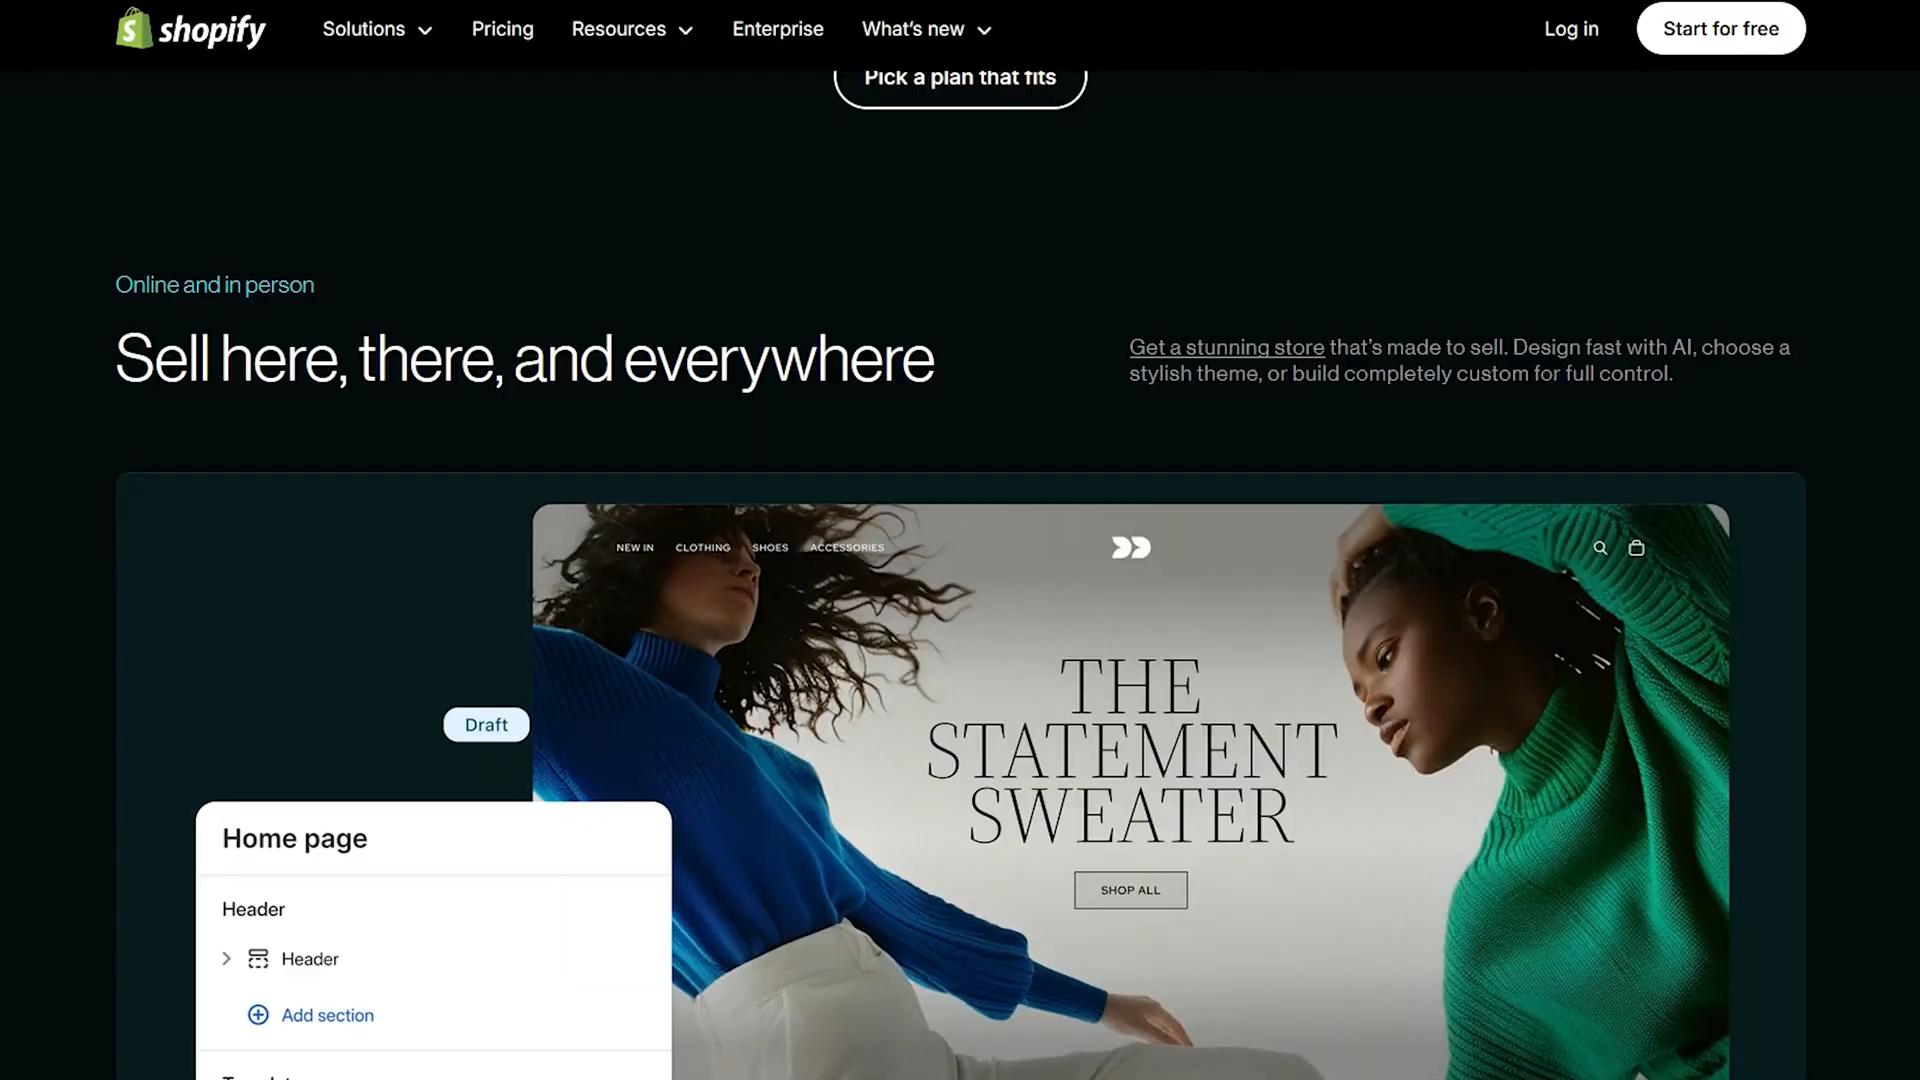 shopify
Solutions
Pricing
Resources
Enterprise
What's new
Log in
Start for free
Pick a plan that fits
Online and in person
Sell here, there, and everywhere
Get a stunning store that's made to sell. Design fast with AI, choose a
stylish theme, or build completely custom for full control.
NEW IN
CLOTHING
SHOES
ACCESSORIES
THE
STATEMENT
SWEATER
SHOP ALL
Draft
Home page
Header
Header
Add section